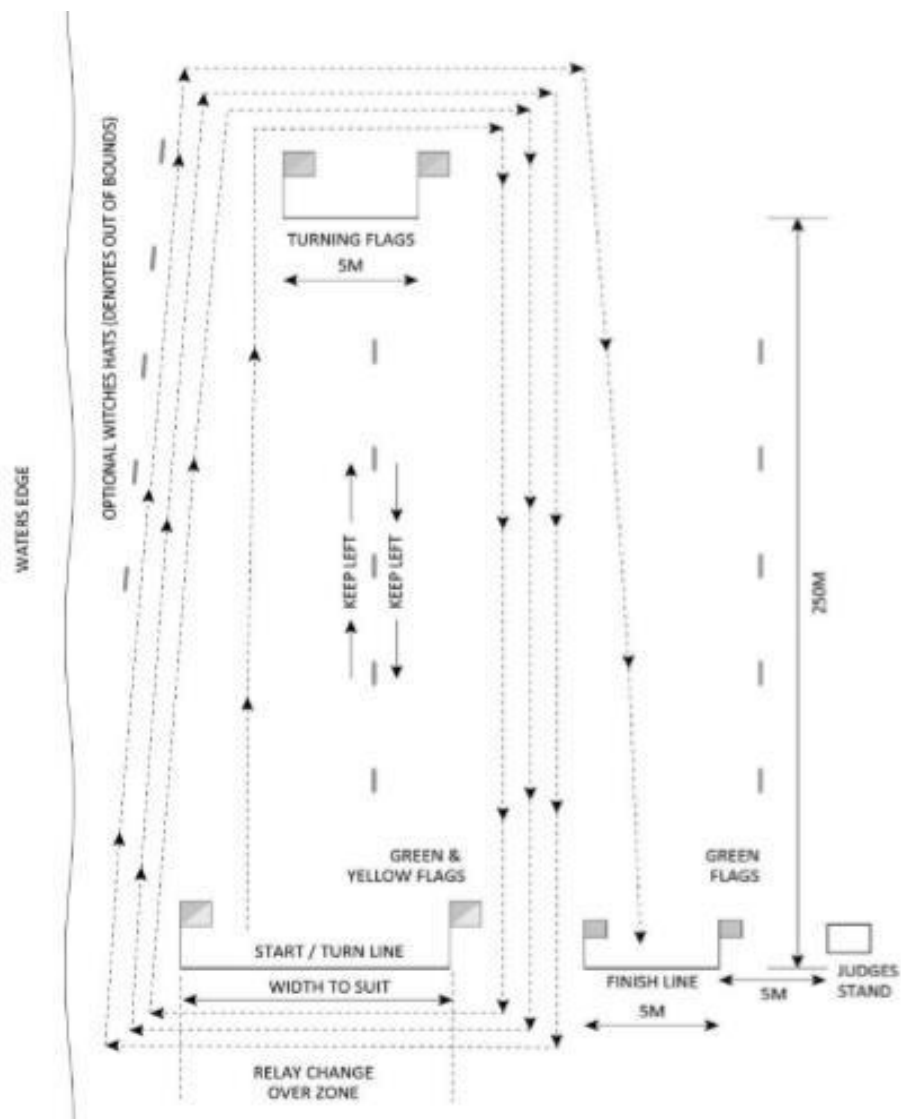 WATERS EDGE
OPTIONAL WITCHES HATS (DENOTES OUT OF BOUNDS)
TURNING FLAGS
5M
KEEP LEFT
KEEP LEFT
250M
GREEN &
YELLOW FLAGS
GREEN
FLAGS
START / TURN LINE
WIDTH TO SUIT
FINISH LINE
5M
5M
JUDGES
STAND
RELAY CHANGE
OVER ZONE